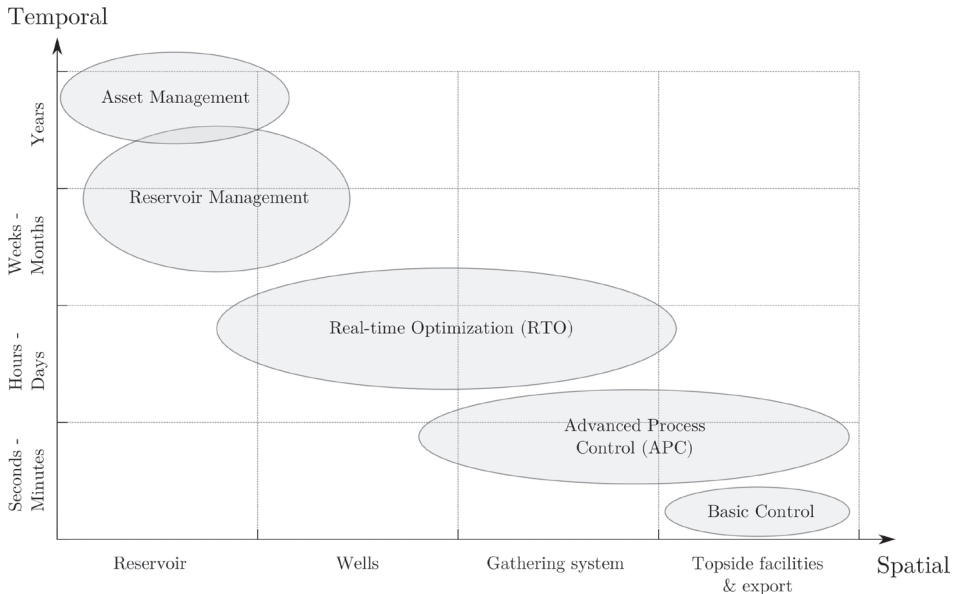 Temporal
Years
Weeks -
Months
Hours -
Days
Seconds -
Minutes
Asset Management
Reservoir Management
Real-time Optimization (RTO)
Advanced Process
Control (APC)
Basic Control
Reservoir
Wells
Gathering system
Topside facilities
& export
Spatial